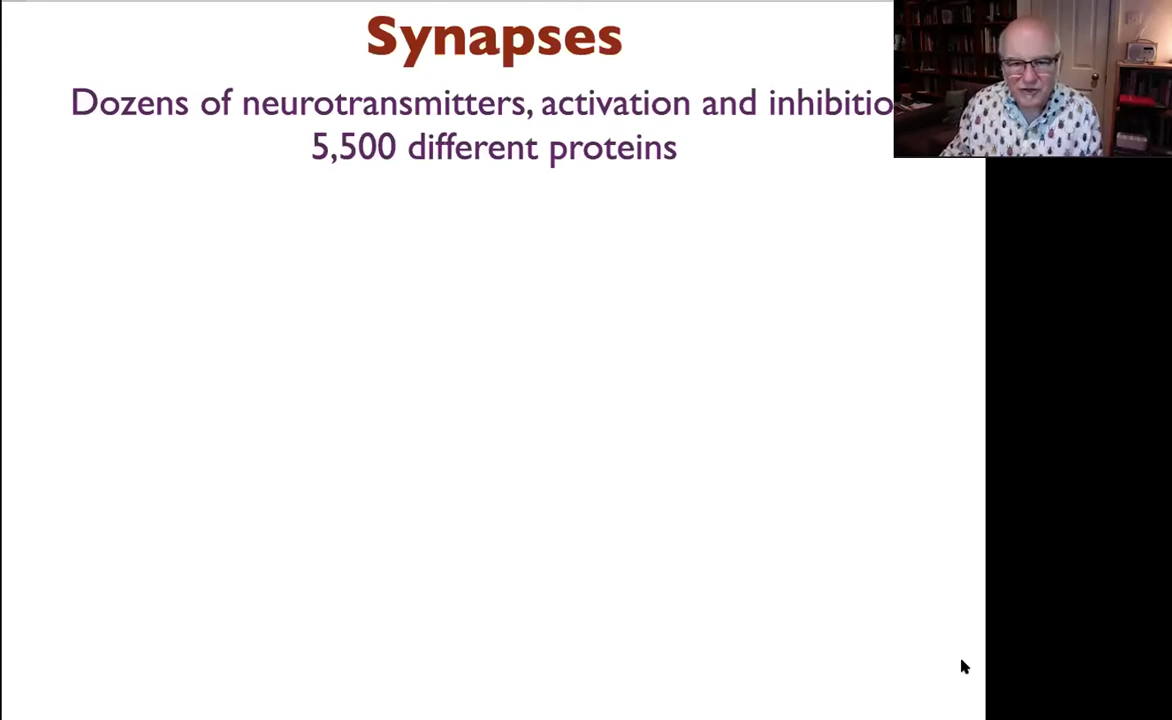 Synapses
Dozens of neurotransmitters, activation and inhibitio
5,500 different proteins